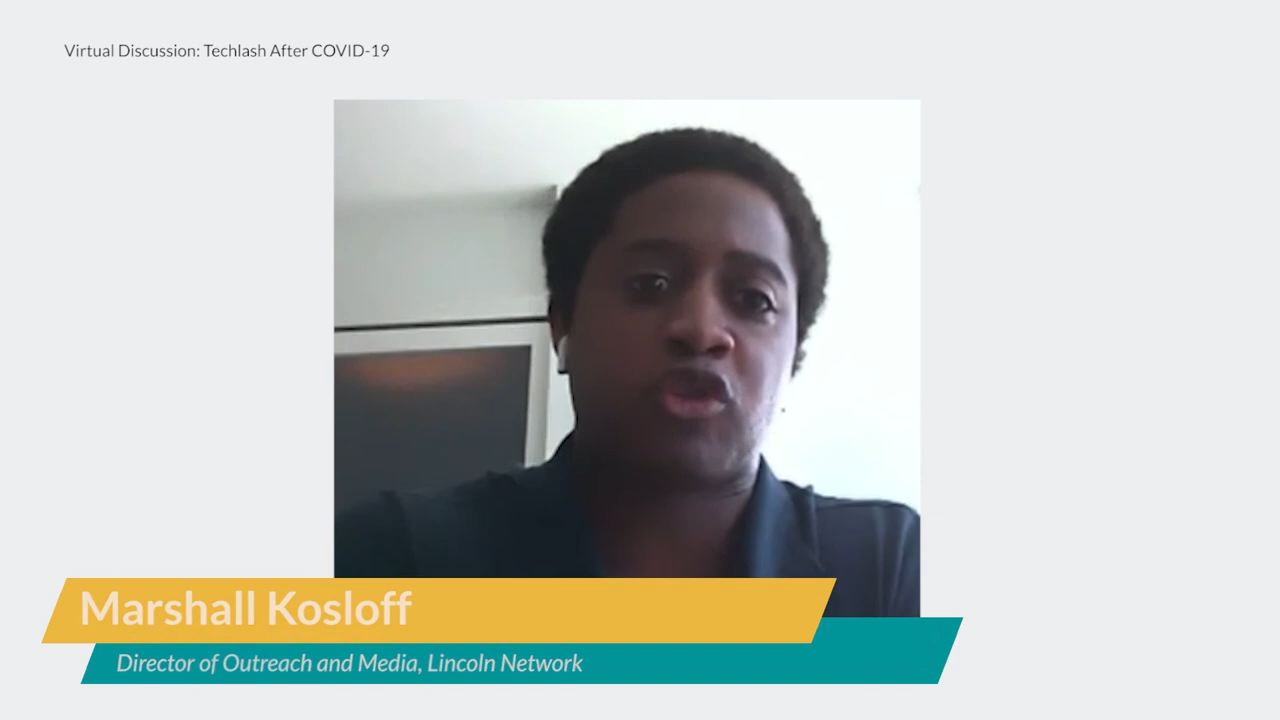 Virtual Discussion: Techlash After COVID-19
Marshall Kosloff
Director of Outreach and Media, Lincoln Network